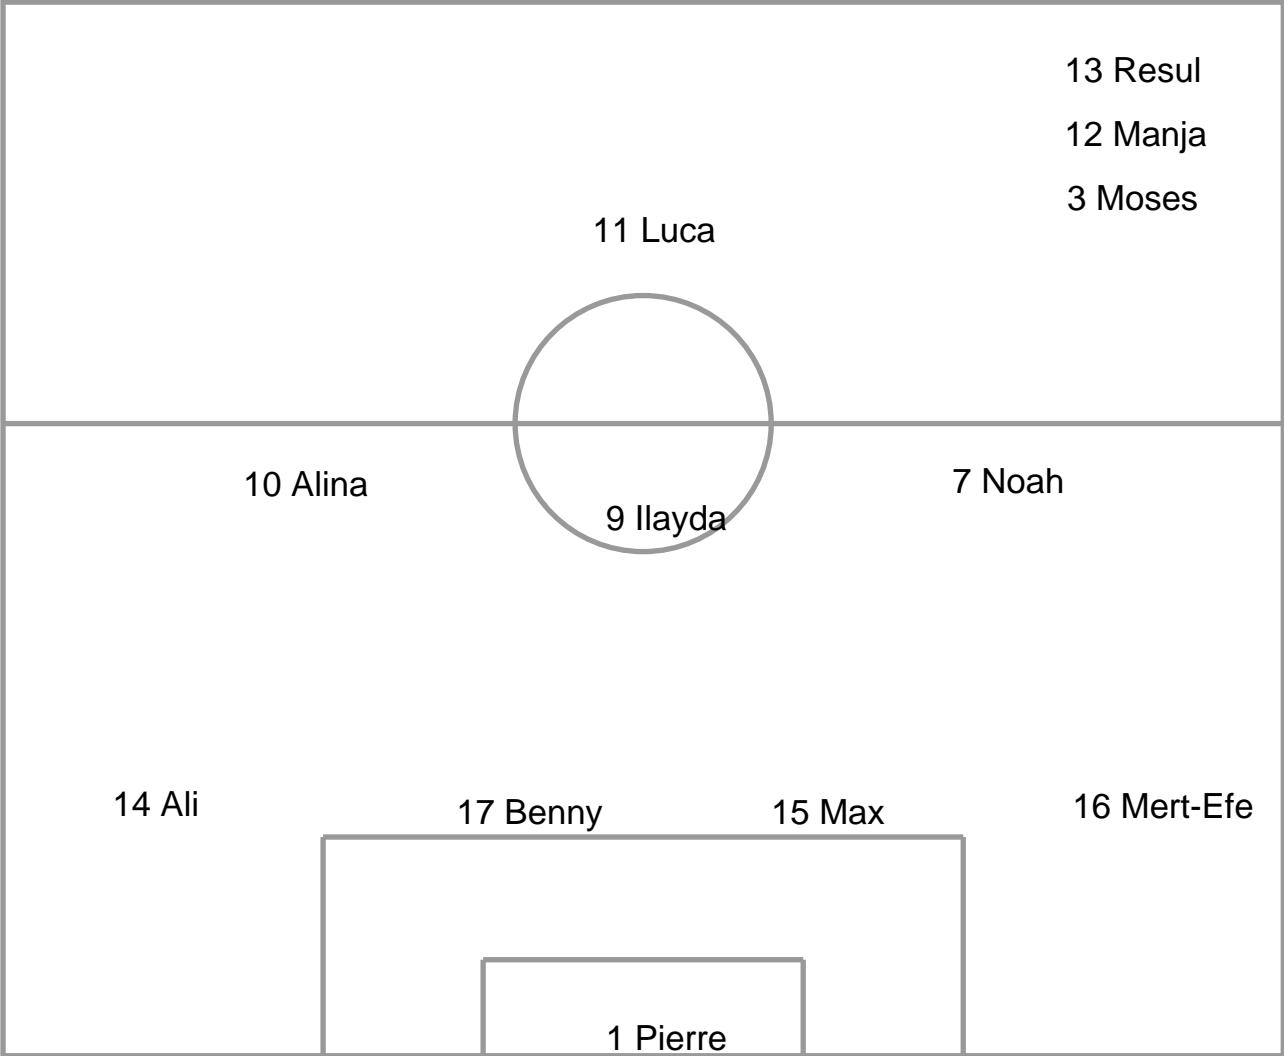 13 Resul
12 Manja
3 Moses
11 Luca
10 Alina
7 Noah
9 Ilayda
14 Ali
17 Benny
15 Max
16 Mert-Efe
1 Pierre